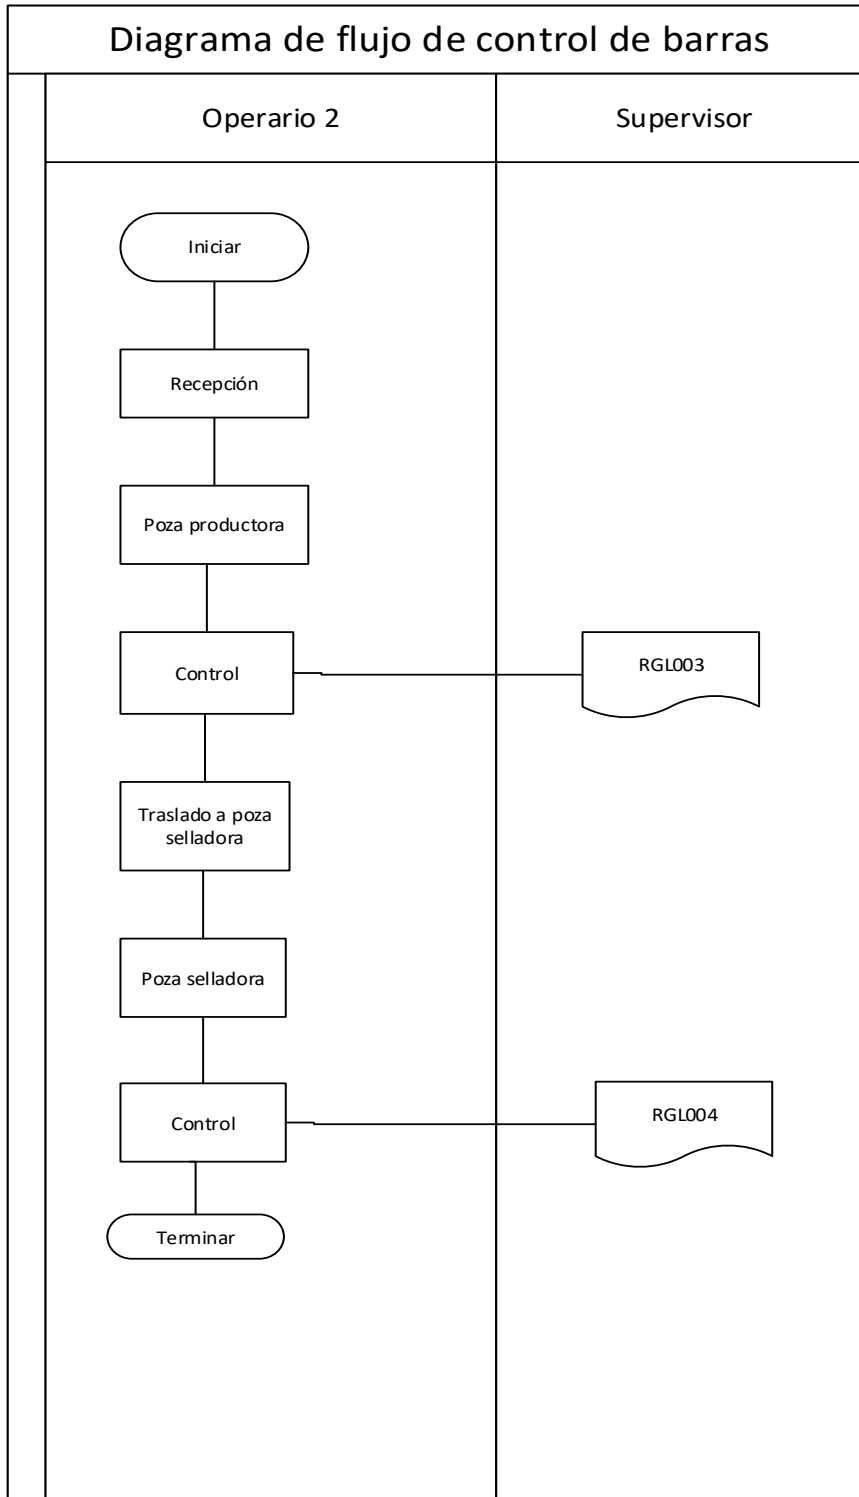 Diagrama de flujo de control de barras
Operario 2
Supervisor
Iniciar
Recepción
Poza productora
Control
RGL003
Traslado a poza
selladora
Poza selladora
Control
RGL004
Terminar